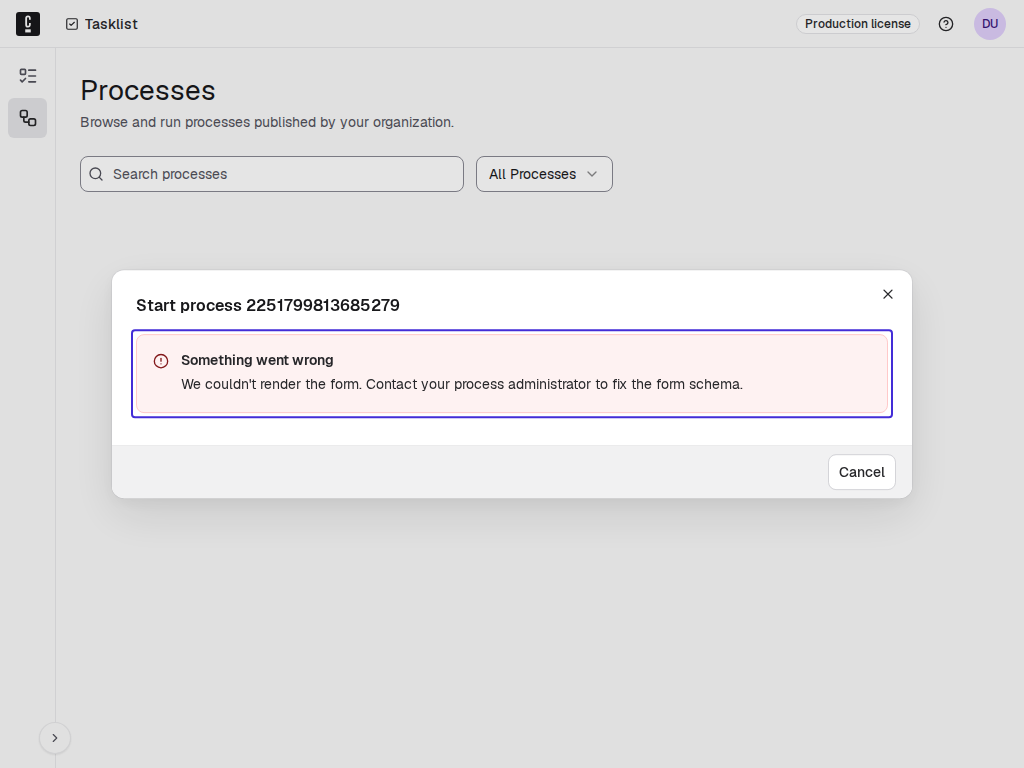 Tasklist
Production license
DU
Processes
Browse and run processes published by your organization.
Search processes
All Processes
Start process 2251799813685279
Something went wrong
We couldn't render the form. Contact your process administrator to fix the form schema.
Cancel